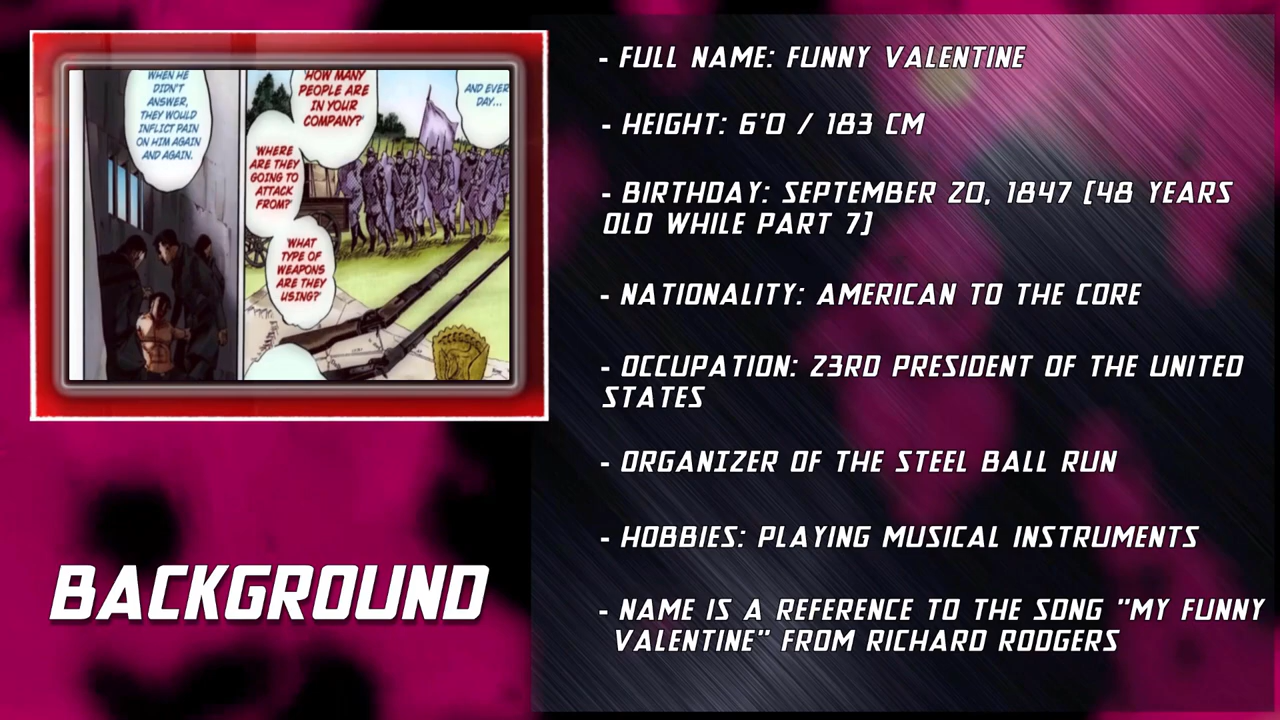 WHEN HE
DIDN'T
ANSWER,
THEY WOULD
INFLICT PAIN
ON HIM AGAIN
AND AGAIN.
'HOW MANY
PEOPLE ARE
IN YOUR
COMPANY?'
AND EVER
DAY...
'WHERE
ARE THEY
GOING TO
ATTACK
FROM?'
'WHAT
TYPE OF
WEAPONS
ARE THEY
USING?'
BACKGROUND
- FULL NAME: FUNNY VALENTINE
- HEIGHT: 6'0 / 183 CM
- BIRTHDAY: SEPTEMBER 20, 1847 [48 YEARS
OLD WHILE PART 7]
- NATIONALITY: AMERICAN TO THE CORE
- OCCUPATION: 23RD PRESIDENT OF THE UNITED
STATES
- ORGANIZER OF THE STEEL BALL RUN
- HOBBIES: PLAYING MUSICAL INSTRUMENTS
- NAME IS A REFERENCE TO THE SONG "MY FUNNY
VALENTINE" FROM RICHARD RODGERS